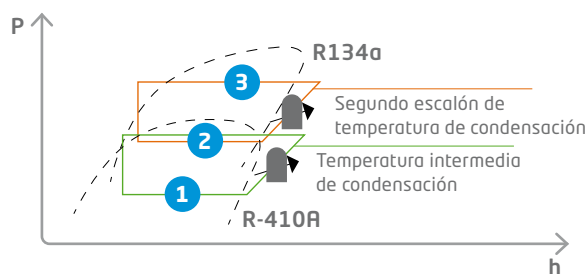 P
R134a
3
Segundo escalón de
temperatura de condensación
2
Temperatura intermedia
de condensación
1
R-410A
h